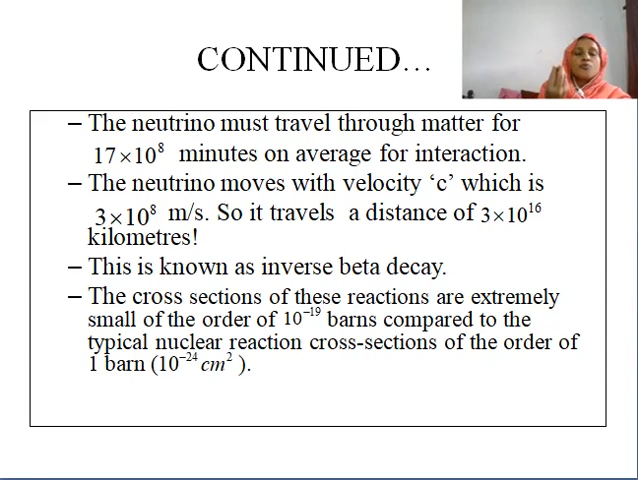 CONTINUED...
– The neutrino must travel through matter for
17×10⁸ minutes on average for interaction.
– The neutrino moves with velocity ‘c’ which is
3×10⁸ m/s. So it travels a distance of 3×10¹⁶
kilometres!
– This is known as inverse beta decay.
– The cross sections of these reactions are extremely
small of the order of 10⁻¹⁹ barns compared to the
typical nuclear reaction cross-sections of the order of
1 barn (10⁻²⁴ cm² ).